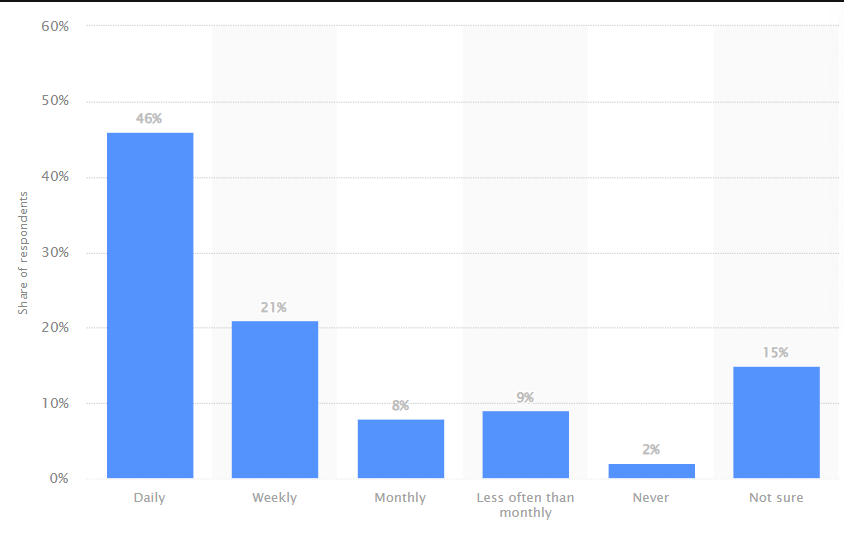 60%
50%
40%
30%
20%
10%
0%
Share of respondents
46%
21%
8%
9%
2%
15%
Daily
Weekly
Monthly
Less often than
monthly
Never
Not sure